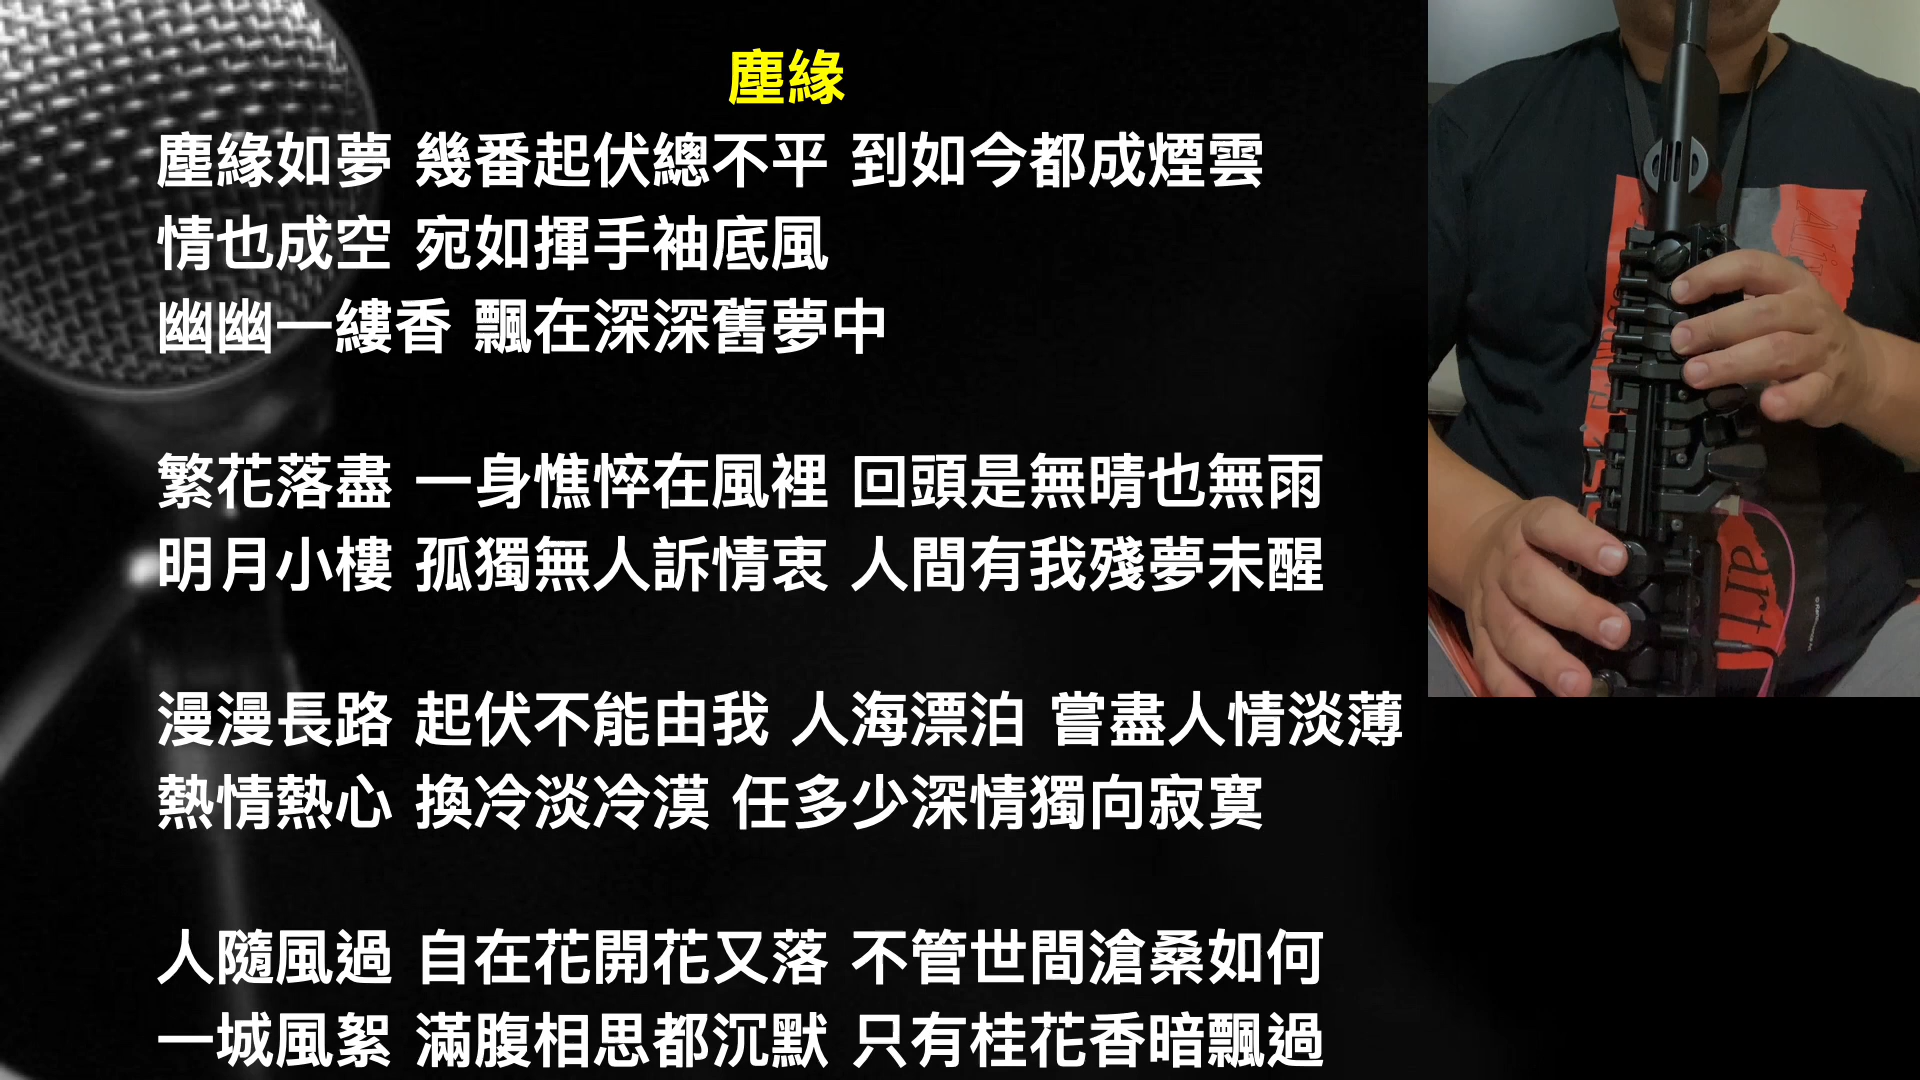 塵緣
塵緣如夢 幾番起伏總不平 到如今都成煙雲
情也成空 宛如揮手袖底風
幽幽一縷香 飄在深深舊夢中
繁花落盡 一身憔悴在風裡 回頭是無晴也無雨
明月小樓 孤獨無人訴情衷 人間有我殘夢未醒
漫漫長路 起伏不能由我 人海漂泊 嘗盡人情淡薄
熱情熱心 換冷淡冷漠 任多少深情獨向寂寞
人隨風過 自在花開花又落 不管世間滄桑如何
一城風絮 滿腹相思都沉默 只有桂花香暗飄過
art